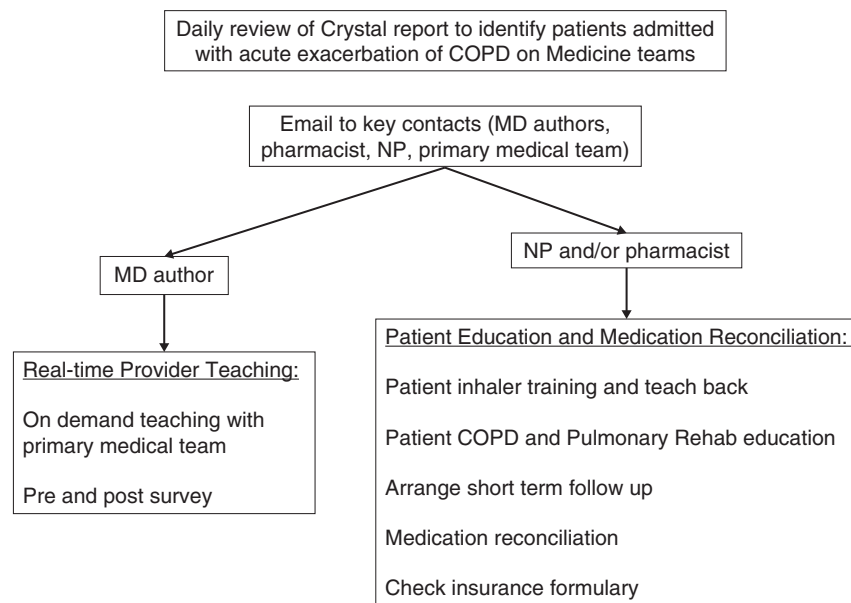 Daily review of Crystal report to identify patients admitted
with acute exacerbation of COPD on Medicine teams
Email to key contacts (MD authors,
pharmacist, NP, primary medical team)
MD author
NP and/or pharmacist
Real-time Provider Teaching:
On demand teaching with
primary medical team
Pre and post survey
Patient Education and Medication Reconciliation:
Patient inhaler training and teach back
Patient COPD and Pulmonary Rehab education
Arrange short term follow up
Medication reconciliation
Check insurance formulary